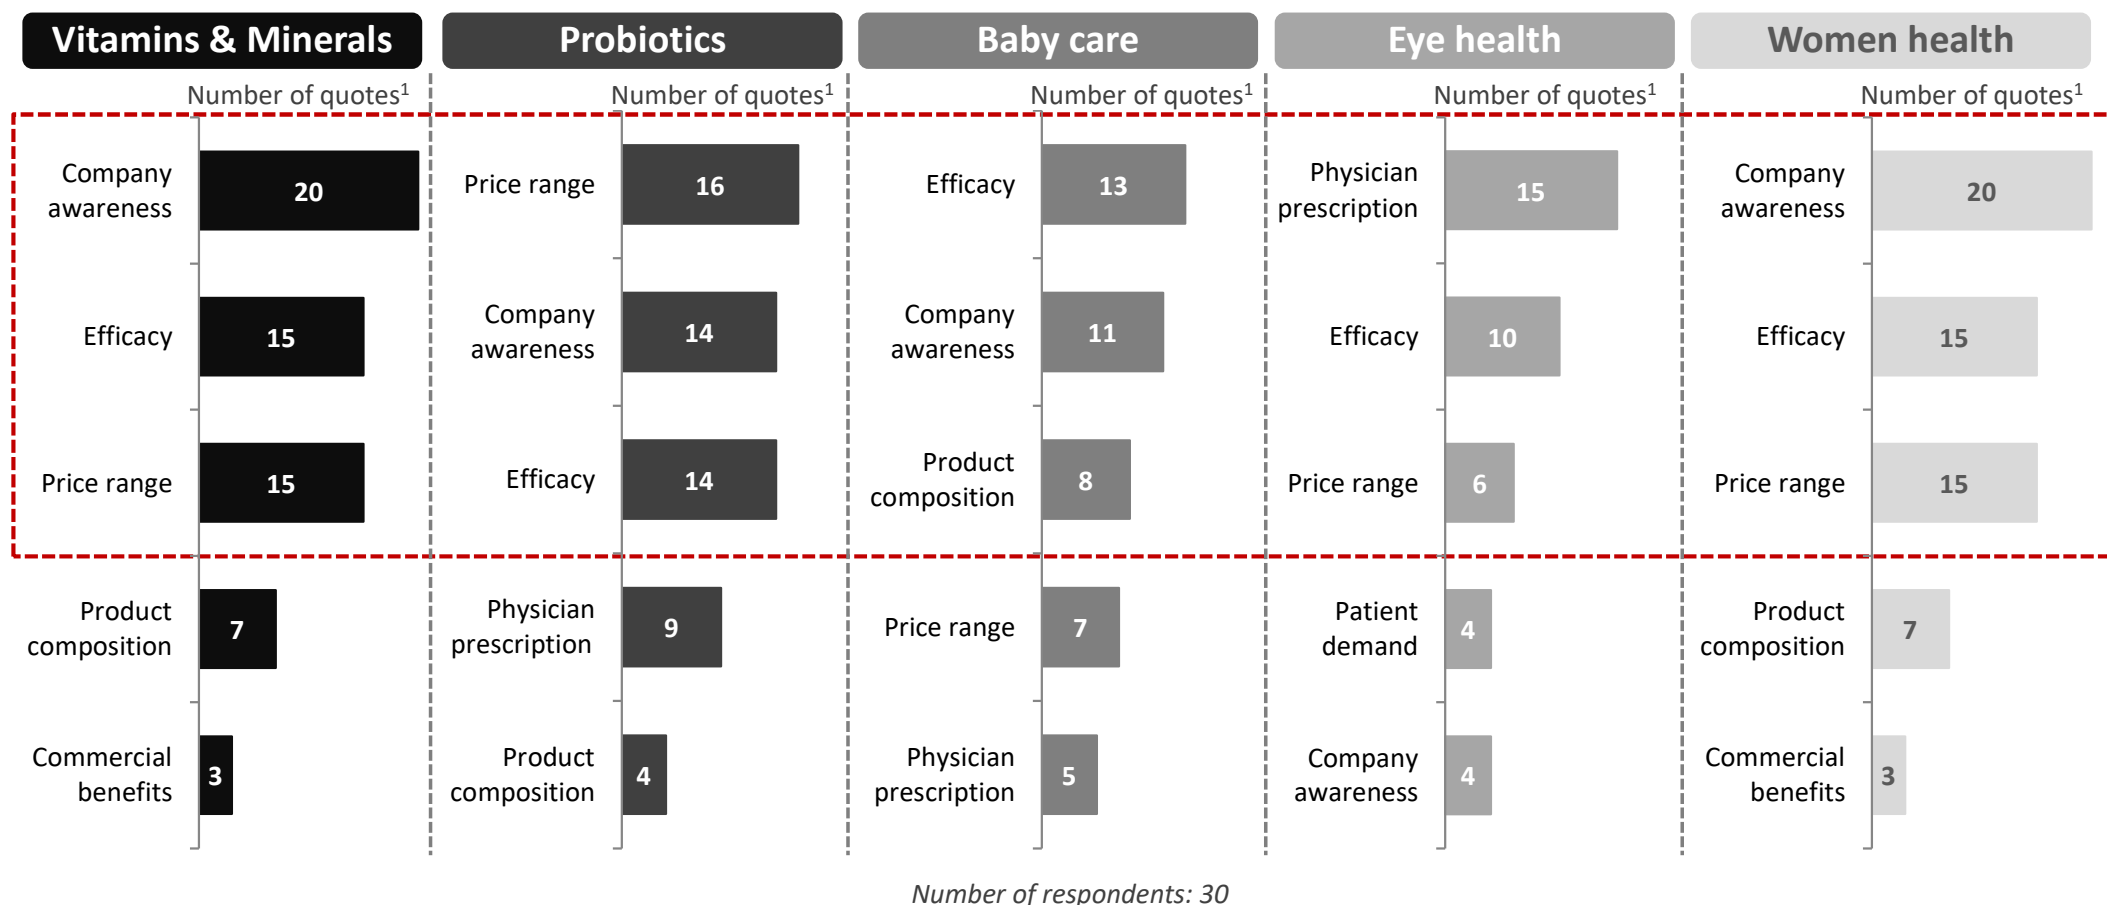 Vitamins & Minerals
Number of quotes¹
Company
awareness
20
Efficacy
15
Price range
15
Product
composition
7
Commercial
benefits
3
Probiotics
Number of quotes¹
Price range
16
Company
awareness
14
Efficacy
14
Physician
prescription
9
Product
composition
4
Baby care
Number of quotes¹
Efficacy
13
Company
awareness
11
Product
composition
8
Price range
7
Physician
prescription
5
Eye health
Number of quotes¹
Physician
prescription
15
Efficacy
10
Price range
6
Patient
demand
4
Company
awareness
4
Women health
Number of quotes¹
Company
awareness
20
Efficacy
15
Price range
15
Product
composition
7
Commercial
benefits
3
Number of respondents: 30